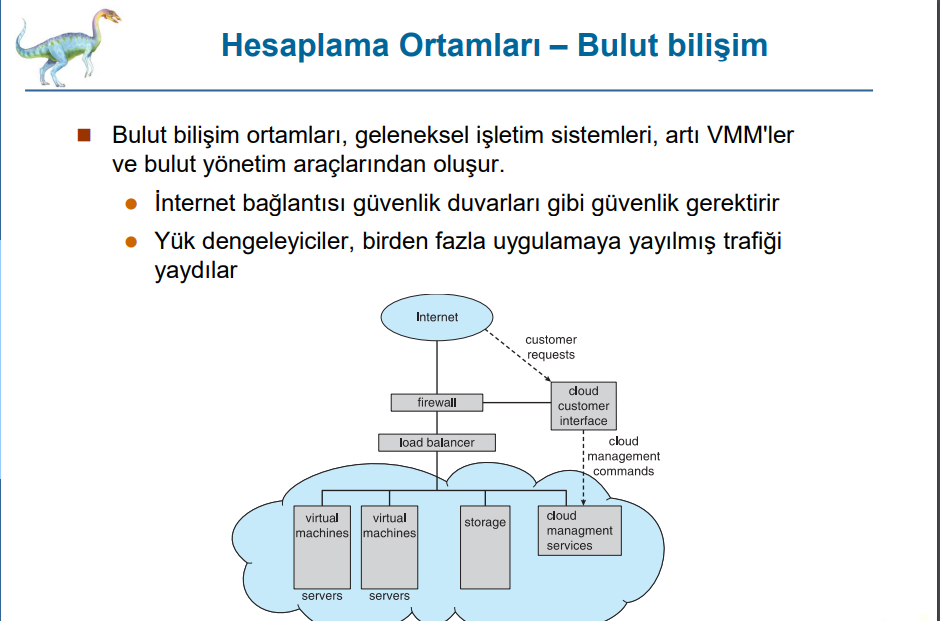 Hesaplama Ortamları – Bulut bilişim
Bulut bilişim ortamları, geleneksel işletim sistemleri, artı VMM'ler
ve bulut yönetim araçlarından oluşur.
İnternet bağlantısı güvenlik duvarları gibi güvenlik gerektirir
Yük dengeleyiciler, birden fazla uygulamaya yayılmış trafiği
yaydılar
Internet
customer
requests
cloud
customer
interface
firewall
load balancer
cloud
management
commands
virtual
machines
virtual
machines
storage
cloud
managment
services
servers
servers